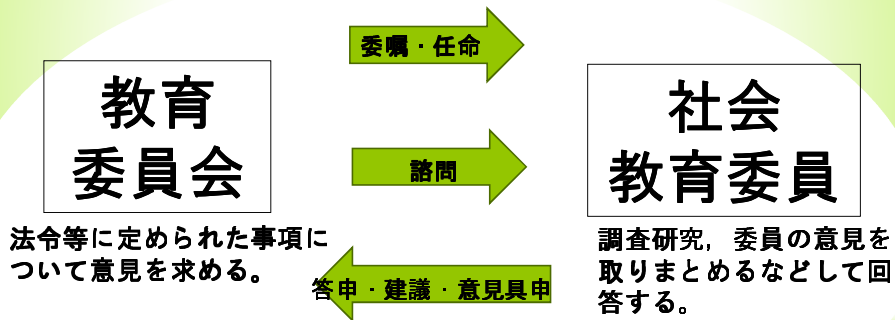 委嘱・任命
教育
委員会
社会
教育委員
諮問
法令等に定められた事項に
ついて意見を求める。
調査研究，委員の意見を
取りまとめるなどして回
答する。
答申・建議・意見具申